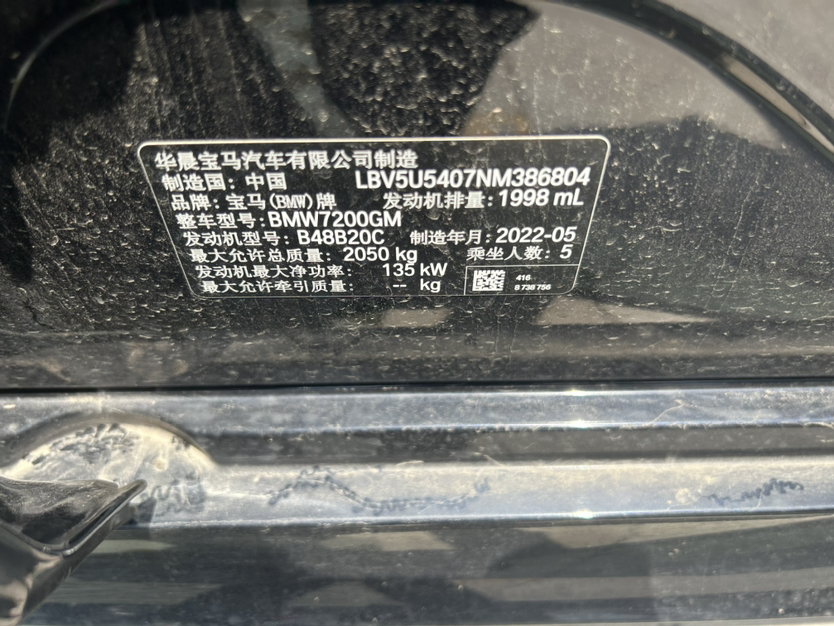 华晨宝马汽车有限公司制造
制造国：中国 LBV5U5407NM386804
品牌：宝马(BMW)牌 发动机排量：1998 mL
整车型号：BMW7200GM
发动机型号：B48B20C 制造年月：2022-05
最大允许总质量：2050 kg 乘坐人数：5
发动机最大净功率：135 kW
最大允许牵引质量：-- kg
416
8 736 756